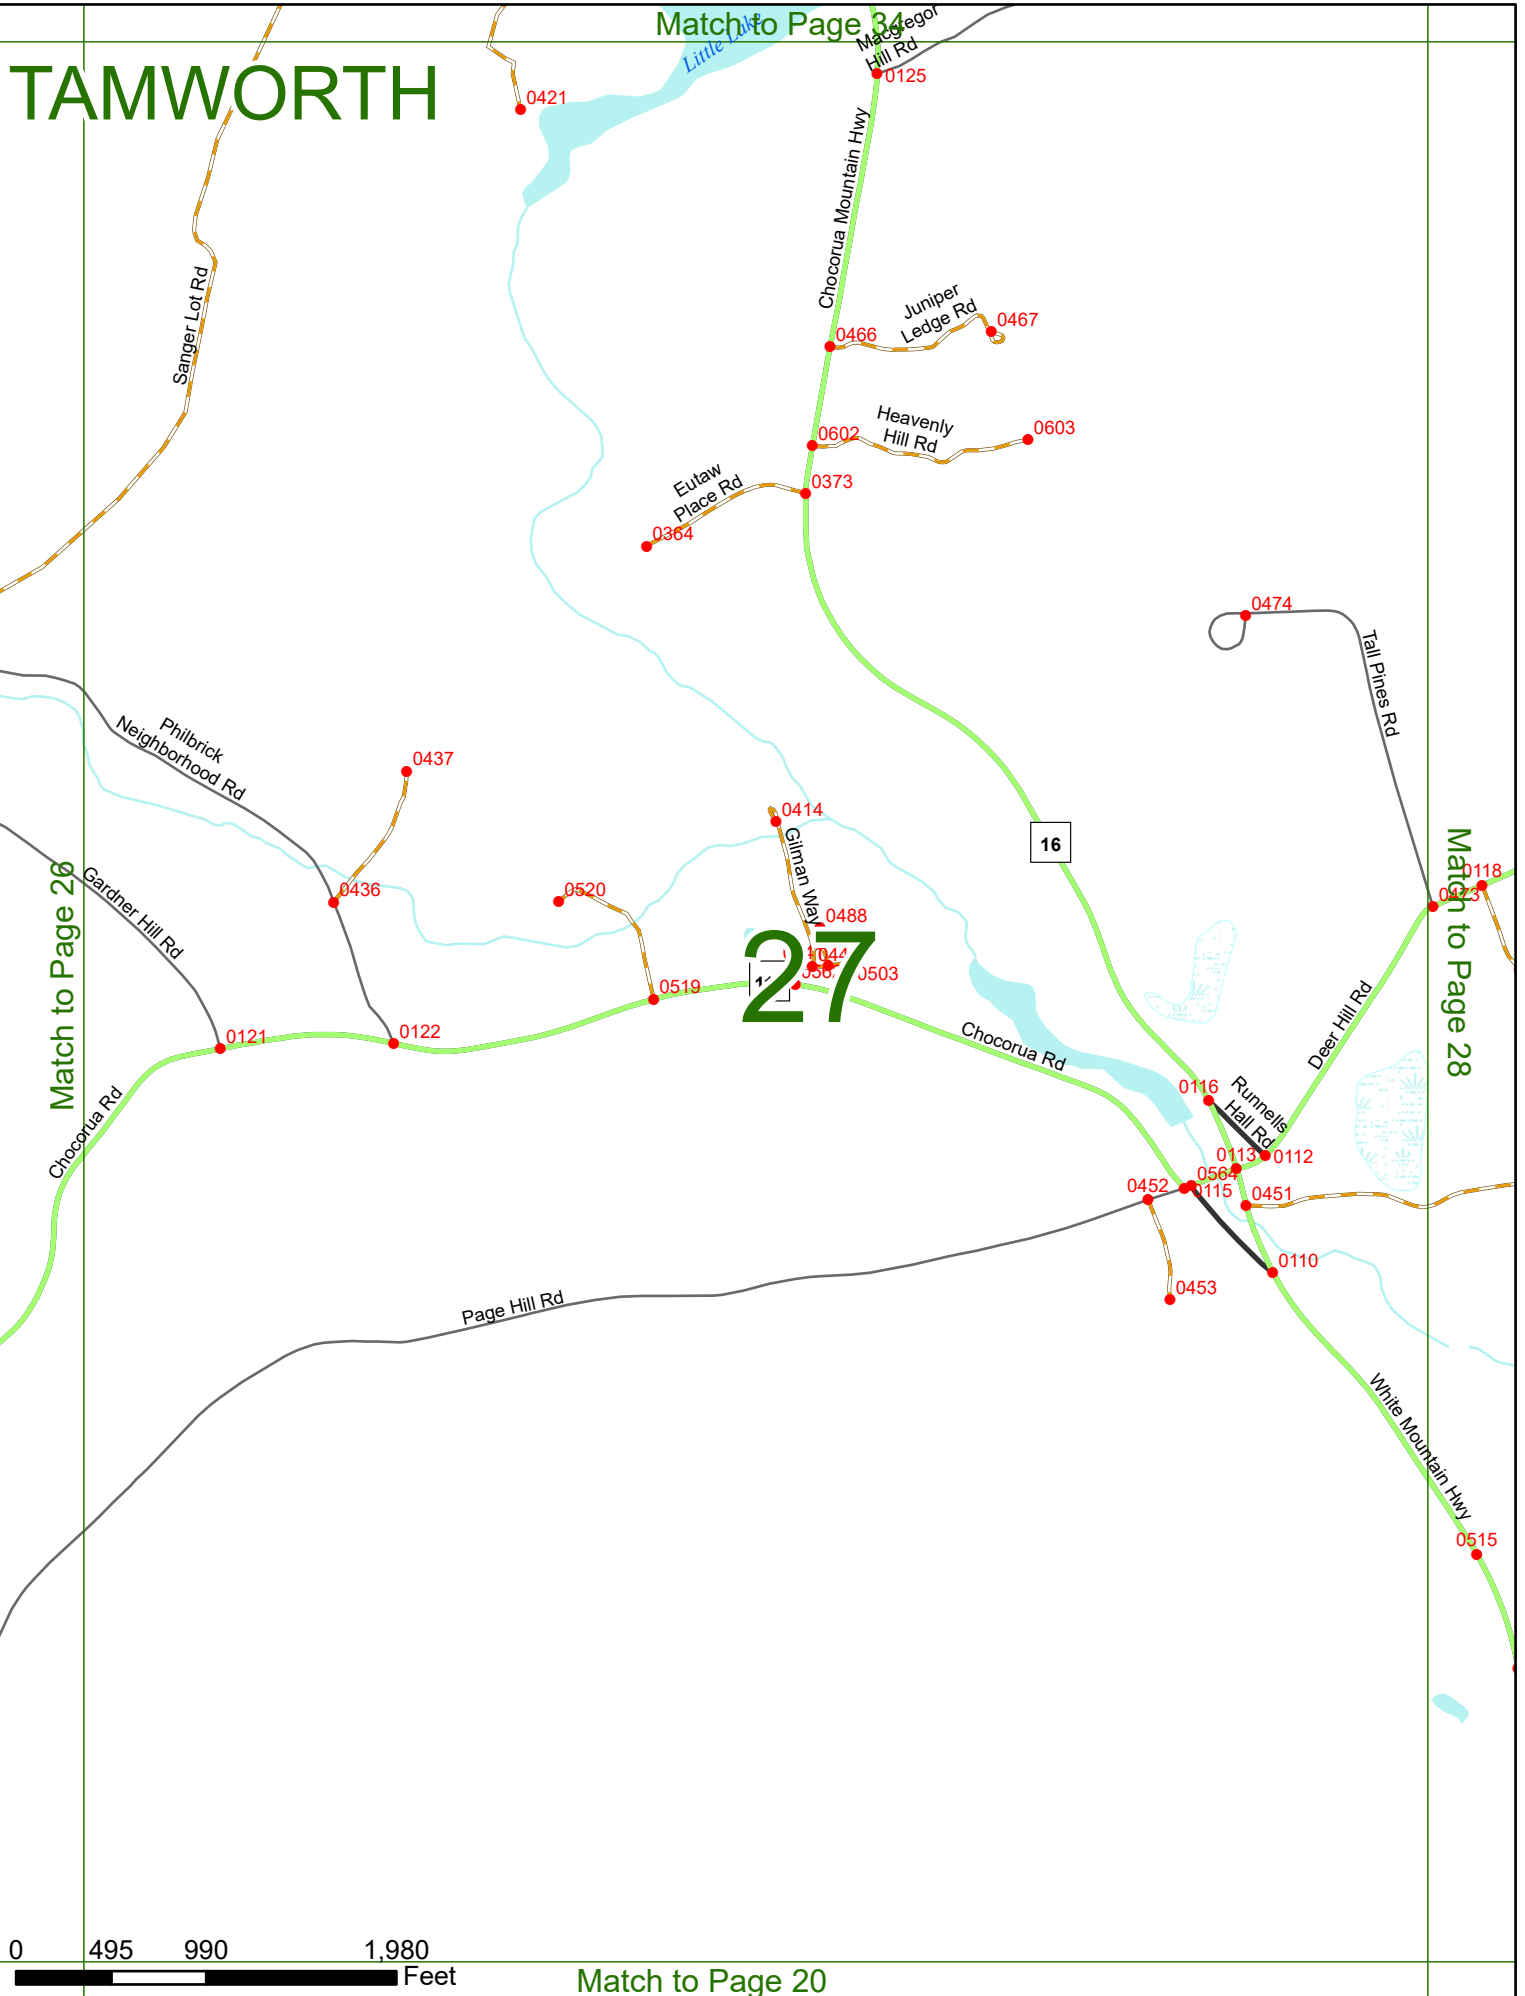 Match to Page 34
Little Lake
Macgregor
Hill Rd
0125
TAMWORTH
0421
Chocorua Mountain Hwy
Sanger Lot Rd
Juniper
Ledge Rd
0467
0466
Heavenly
Hill Rd
0603
0602
Eutaw
Place Rd
0373
0364
0474
Tall Pines Rd
Philbrick
Neighborhood Rd
0437
0414
Gilman Way
16
Match to Page 26
Gardner Hill Rd
0436
0520
0488
0118
0473
Match to Page 28
27
0503
0519
0121
0122
Chocorua Rd
Deer Hill Rd
Chocorua Rd
0116
Runnells
Hall Rd
0113
0112
0564
0115
0452
0451
0110
0453
Page Hill Rd
White Mountain Hwy
0515
0 495 990 1,980
Feet
Match to Page 20